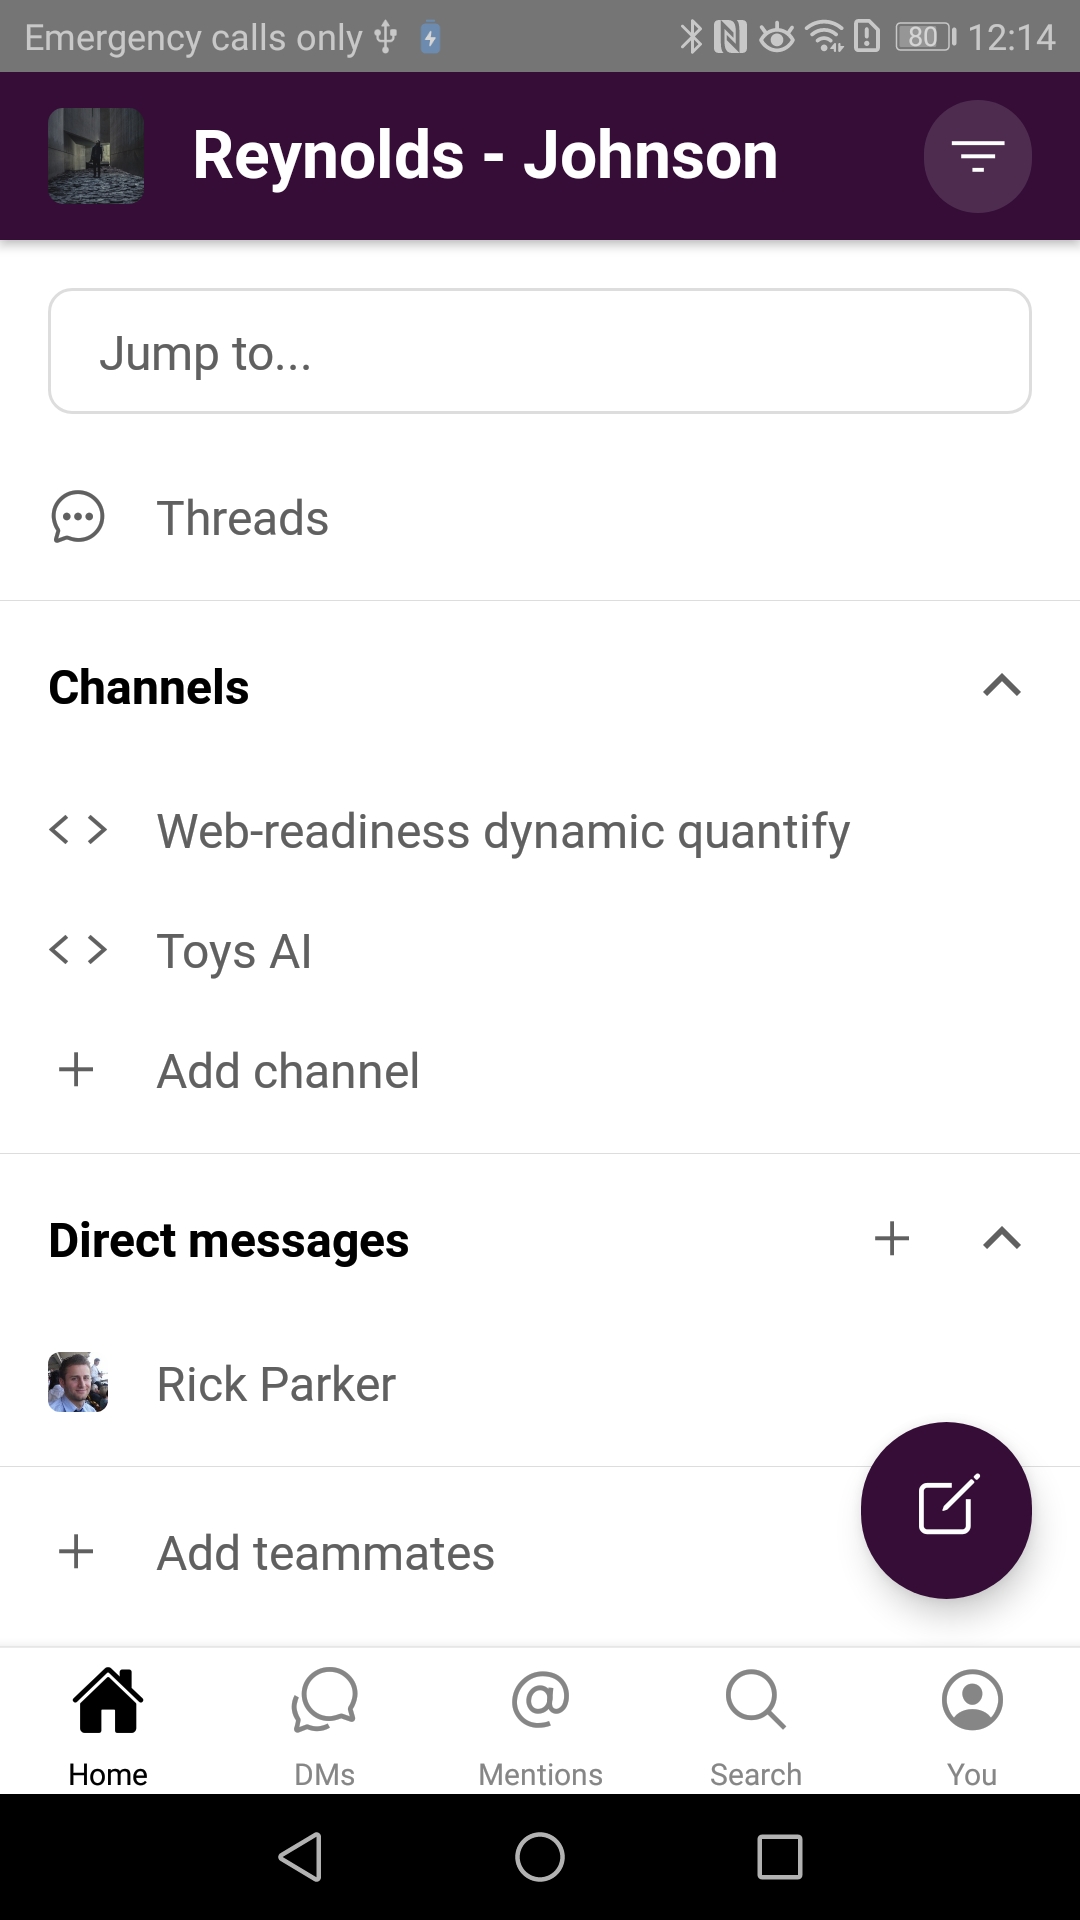 Emergency calls only 80 12:14
Reynolds - Johnson
Jump to...
Threads
Channels
Web-readiness dynamic quantify
Toys AI
Add channel
Direct messages
Rick Parker
Add teammates
Home DMs Mentions Search You